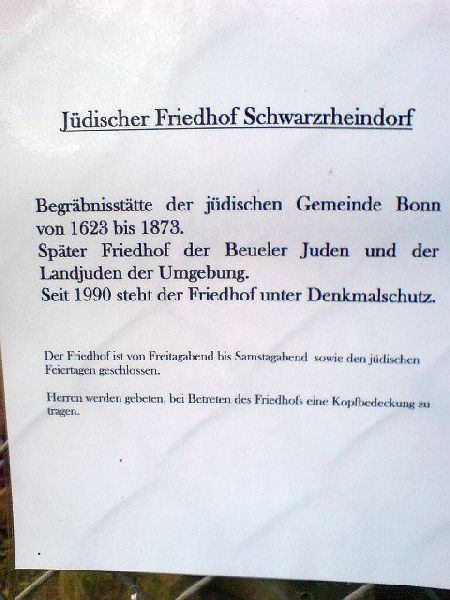 Jüdischer Friedhof Schwarzrheindorf
Begräbnisstätte der jüdischen Gemeinde Bonn
von 1623 bis 1873.
Später Friedhof der Beueler Juden und der
Landjuden der Umgebung.
Seit 1990 steht der Friedhof unter Denkmalschutz.
Der Friedhof ist von Freitagabend bis Samstagabend sowie den jüdischen
Feiertagen geschlossen.
Herren werden gebeten, bei Betreten des Friedhofs eine Kopfbedeckung zu
tragen.